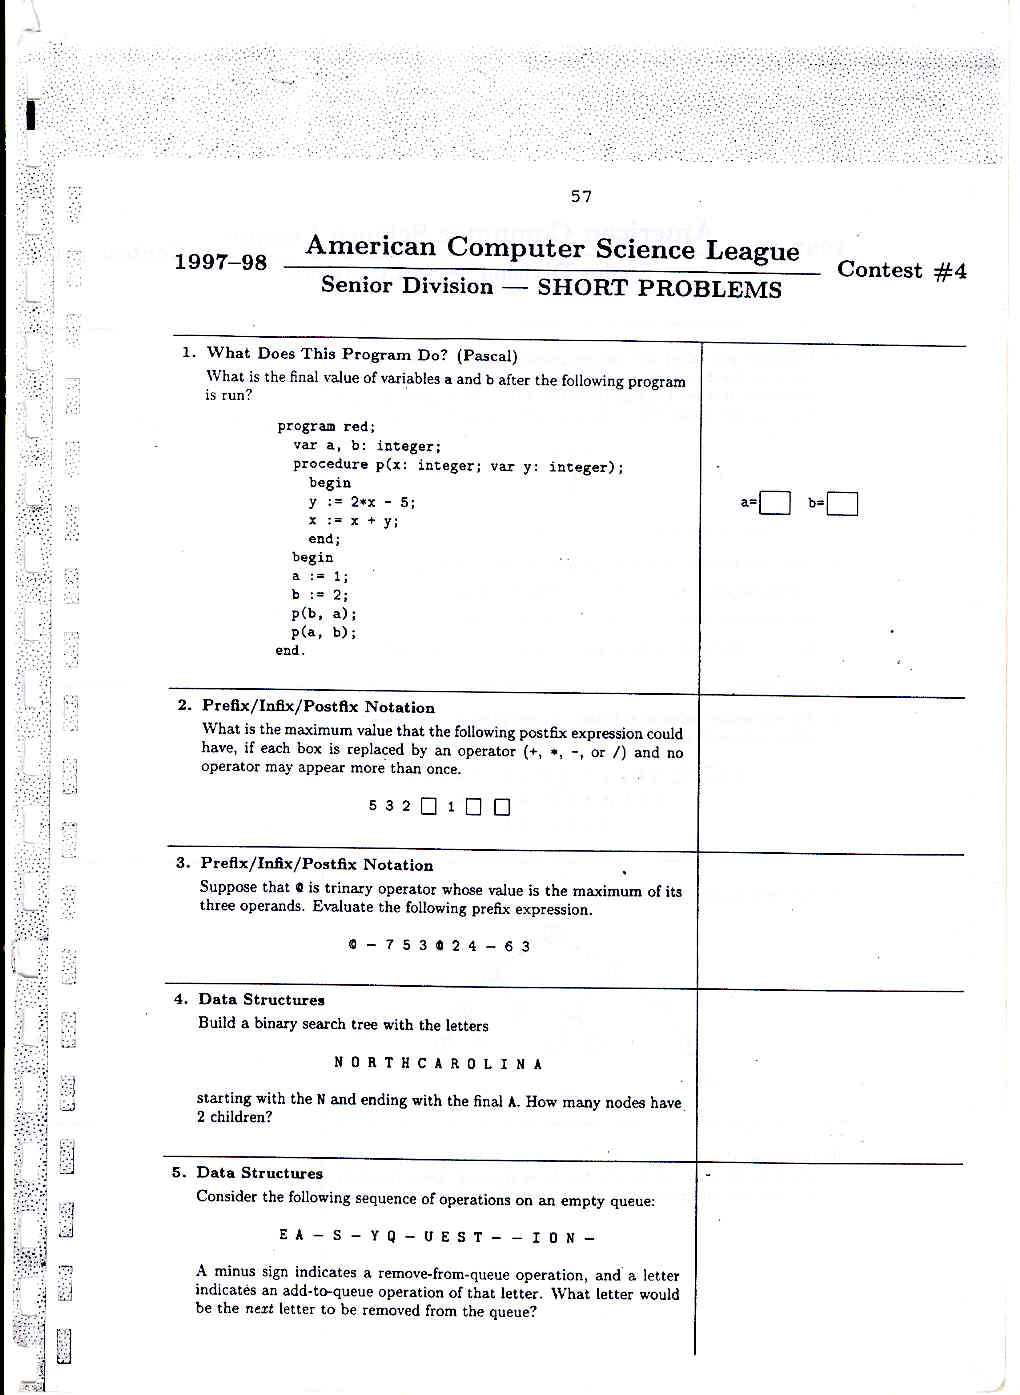 57
American Computer Science League
1997–98
Contest #4
Senior Division — SHORT PROBLEMS
1. What Does This Program Do? (Pascal)
What is the final value of variables a and b after the following program
is run?
program red;
var a, b: integer;
procedure p(x: integer; var y: integer);
begin
y := 2*x - 5;
x := x + y;
end;
begin
a := 1;
b := 2;
p(b, a);
p(a, b);
end.
a= b=
2. Prefix/Infix/Postfix Notation
What is the maximum value that the following postfix expression could
have, if each box is replaced by an operator (+, *, -, or /) and no
operator may appear more than once.
5 3 2 □ 1 □ □
3. Prefix/Infix/Postfix Notation
Suppose that @ is trinary operator whose value is the maximum of its
three operands. Evaluate the following prefix expression.
@ – 7 5 3 @ 2 4 – 6 3
4. Data Structures
Build a binary search tree with the letters
N O R T H C A R O L I N A
starting with the N and ending with the final A. How many nodes have
2 children?
5. Data Structures
Consider the following sequence of operations on an empty queue:
E A – S – Y Q – U E S T – – I O N –
A minus sign indicates a remove-from-queue operation, and a letter
indicates an add-to-queue operation of that letter. What letter would
be the next letter to be removed from the queue?